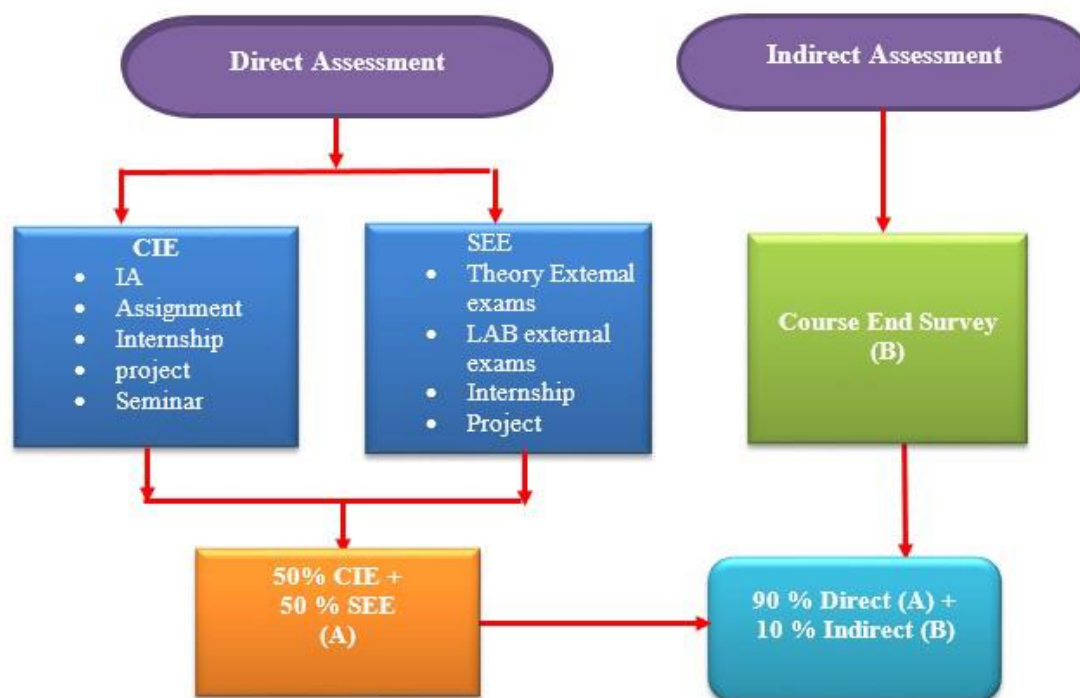 Direct Assessment
Indirect Assessment
CIE
• IA
• Assignment
• Internship
• project
• Seminar
SEE
• Theory External
exams
• LAB external
exams
• Internship
• Project
Course End Survey
(B)
50% CIE +
50 % SEE
(A)
90 % Direct (A) +
10 % Indirect (B)